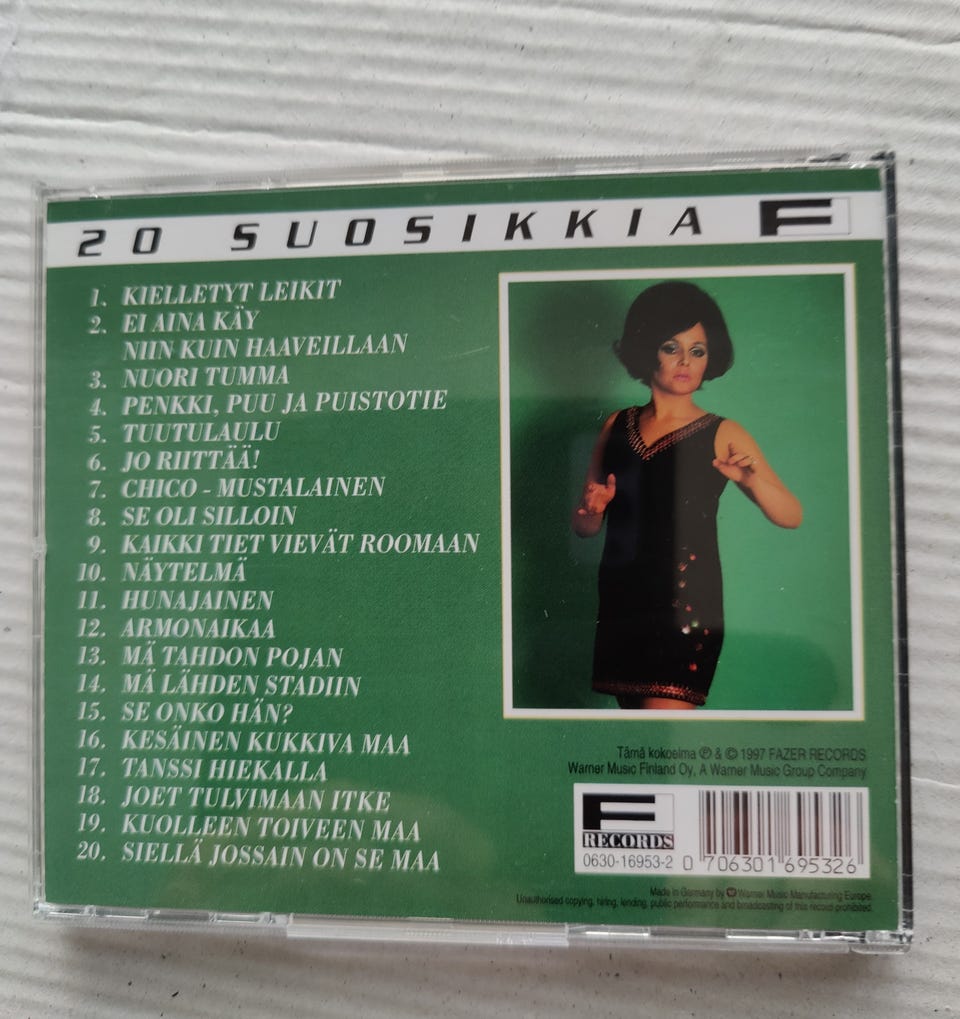 20 SUOSIKKIA F
1. KIELLETYT LEIKIT
2. EI AINA KÄY
NIIN KUIN HAAVEILLAAN
3. NUORI TUMMA
4. PENKKI, PUU JA PUISTOTIE
5. TUUTULAULU
6. JO RIITTÄÄ!
7. CHICO - MUSTALAINEN
8. SE OLI SILLOIN
9. KAIKKI TIET VIEVÄT ROOMAAN
10. NÄYTELMÄ
11. HUNAJAINEN
12. ARMONAIKAA
13. MÄ TAHDON POJAN
14. MÄ LÄHDEN STADIIN
15. SE ONKO HÄN?
16. KESÄINEN KUKKIVA MAA
17. TANSSI HIEKALLA
18. JOET TULVIMAAN ITKE
19. KUOLLEEN TOIVEEN MAA
20. SIELLÄ JOSSAIN ON SE MAA
Tämä kokoelma ℗ & © 1997 FAZER RECORDS
Warner Music Finland Oy, A Warner Music Group Company
F
RECORDS
0630-16953-2
0 706301 695326
Made in Germany by Warner Music Manufacturing Europe.
Unauthorised copying, hiring, lending, public performance and broadcasting of this record prohibited.